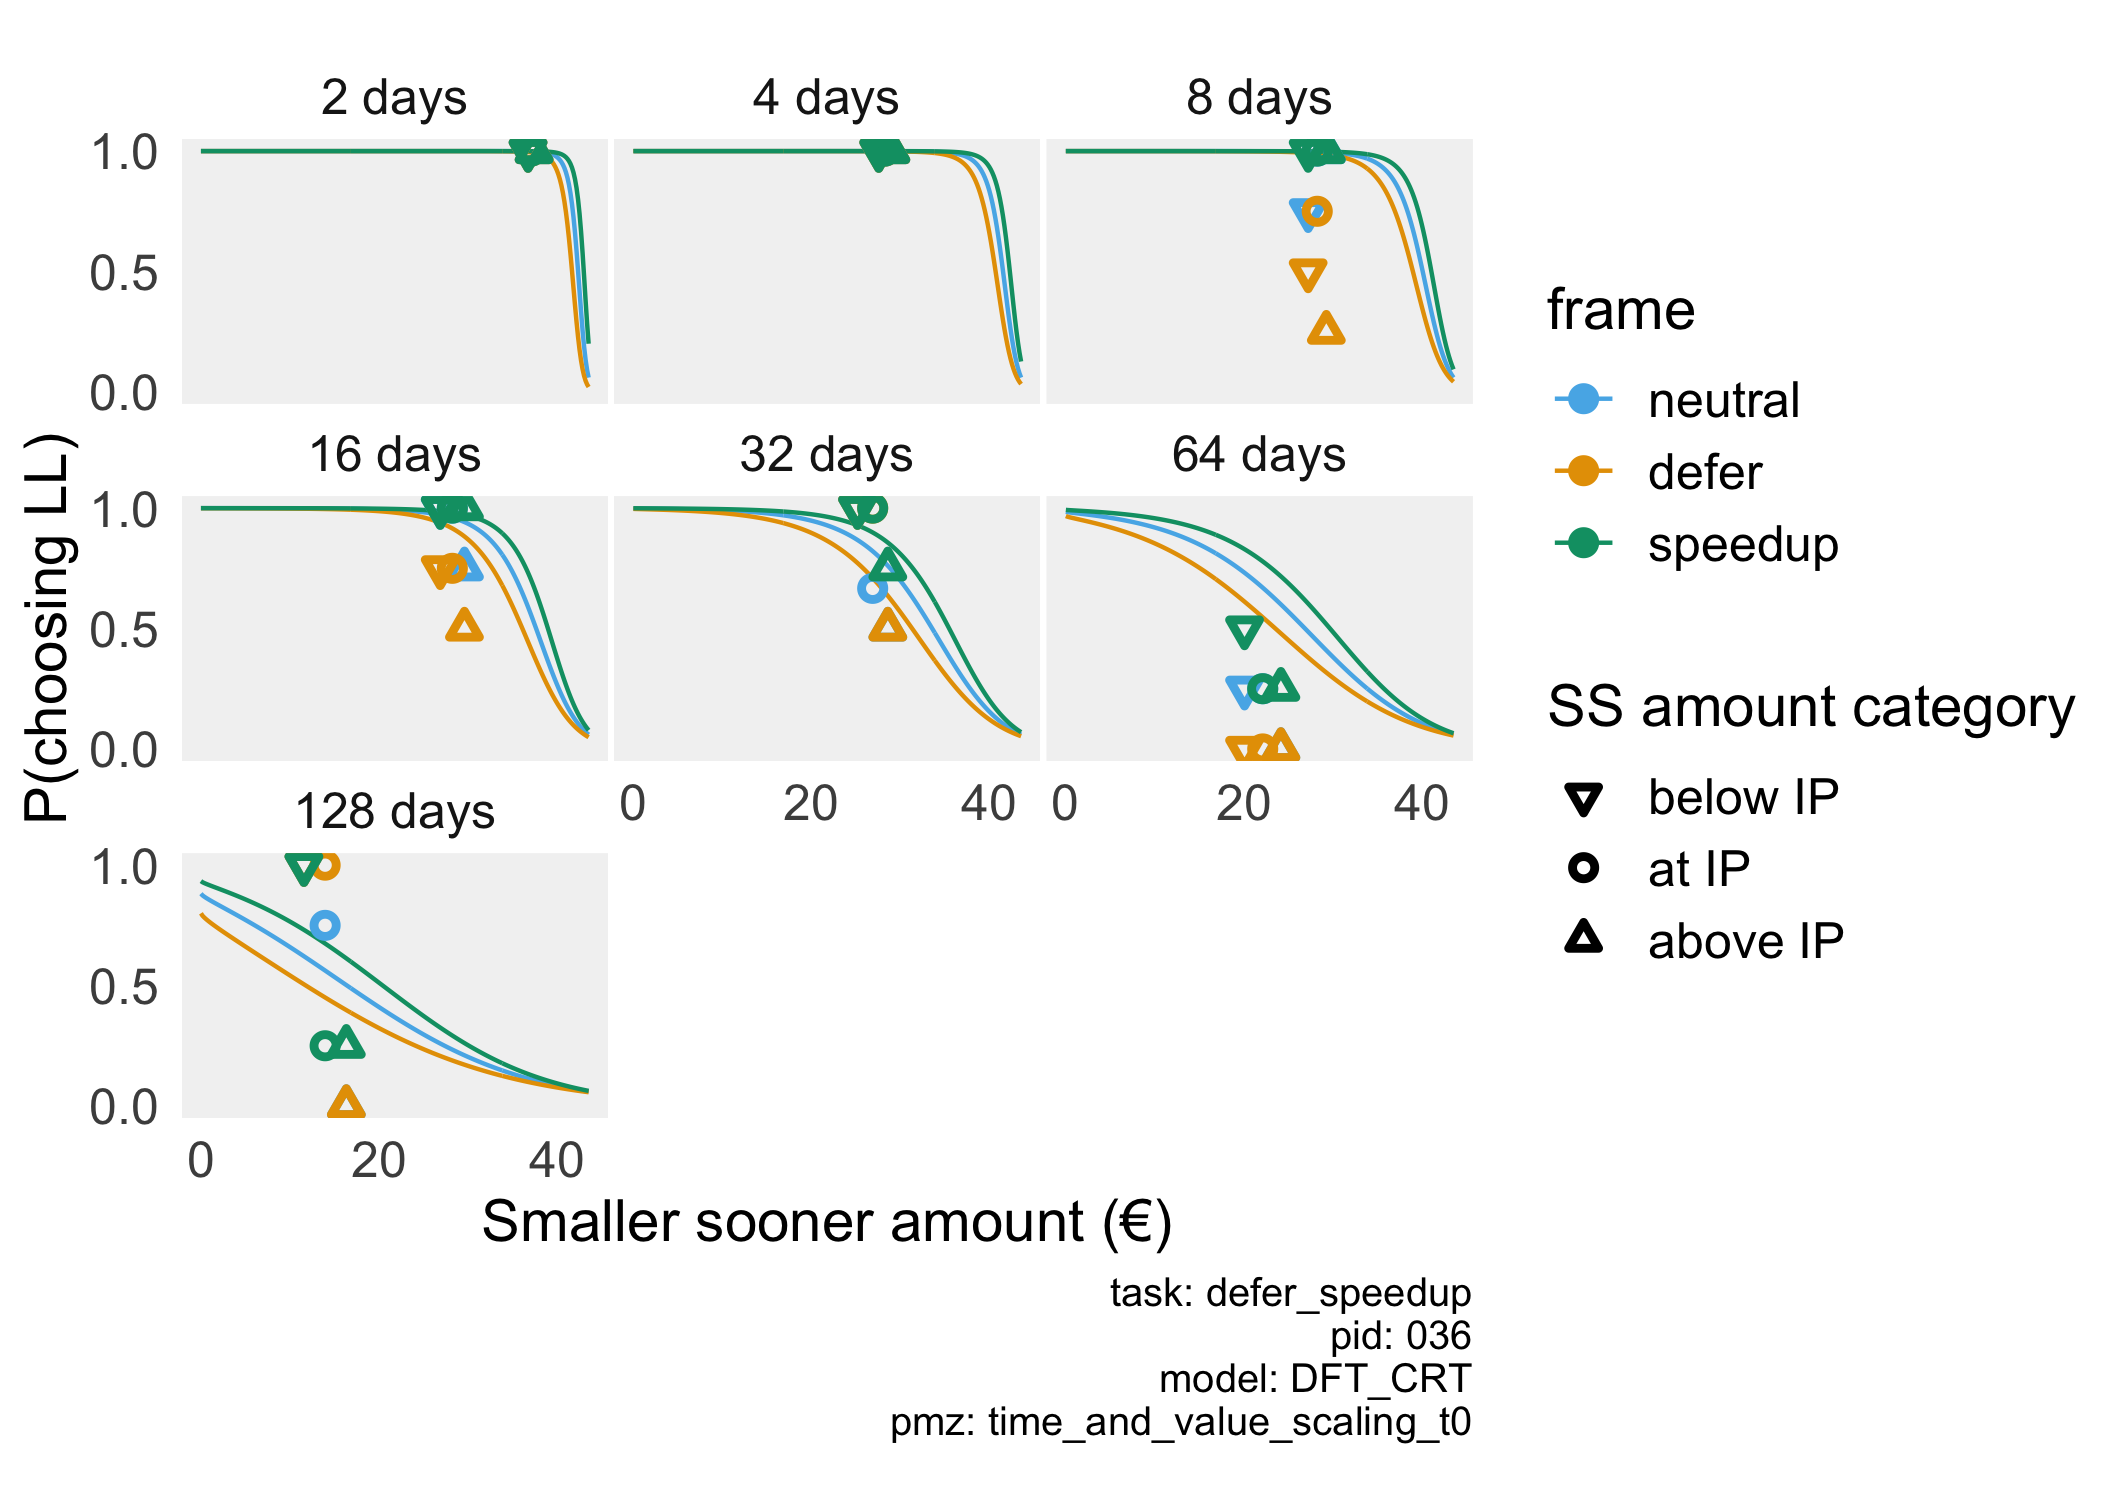 2 days
4 days
8 days
1.0
0.5
0.0
16 days
32 days
64 days
1.0
0.5
0.0
0
20
40
0
20
40
128 days
1.0
0.5
0.0
0
20
40
P(choosing LL)
Smaller sooner amount (€)
frame
neutral
defer
speedup
SS amount category
below IP
at IP
above IP
task: defer_speedup
pid: 036
model: DFT_CRT
pmz: time_and_value_scaling_t0